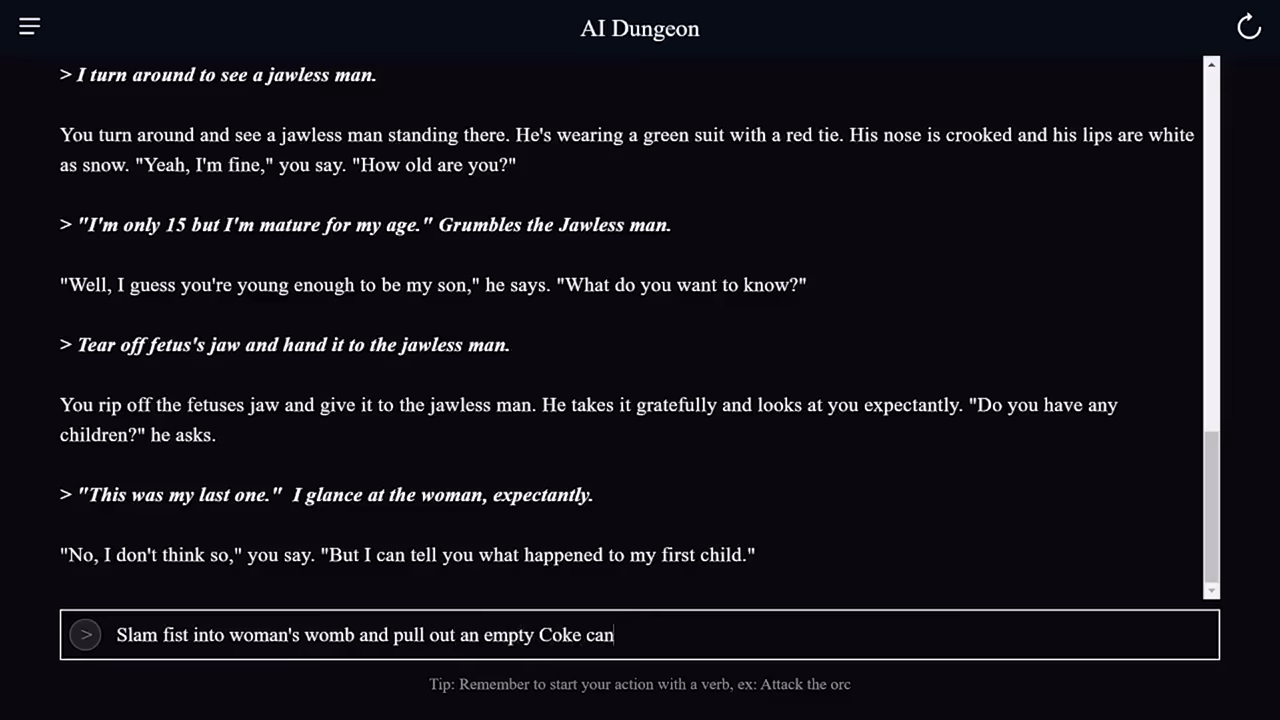 AI Dungeon
> I turn around to see a jawless man.
You turn around and see a jawless man standing there. He's wearing a green suit with a red tie. His nose is crooked and his lips are white
as snow. "Yeah, I'm fine," you say. "How old are you?"
> "I'm only 15 but I'm mature for my age." Grumbles the Jawless man.
"Well, I guess you're young enough to be my son," he says. "What do you want to know?"
> Tear off fetus's jaw and hand it to the jawless man.
You rip off the fetuses jaw and give it to the jawless man. He takes it gratefully and looks at you expectantly. "Do you have any
children?" he asks.
> "This was my last one."  I glance at the woman, expectantly.
"No, I don't think so," you say. "But I can tell you what happened to my first child."
> Slam fist into woman's womb and pull out an empty Coke can
Tip: Remember to start your action with a verb, ex: Attack the orc